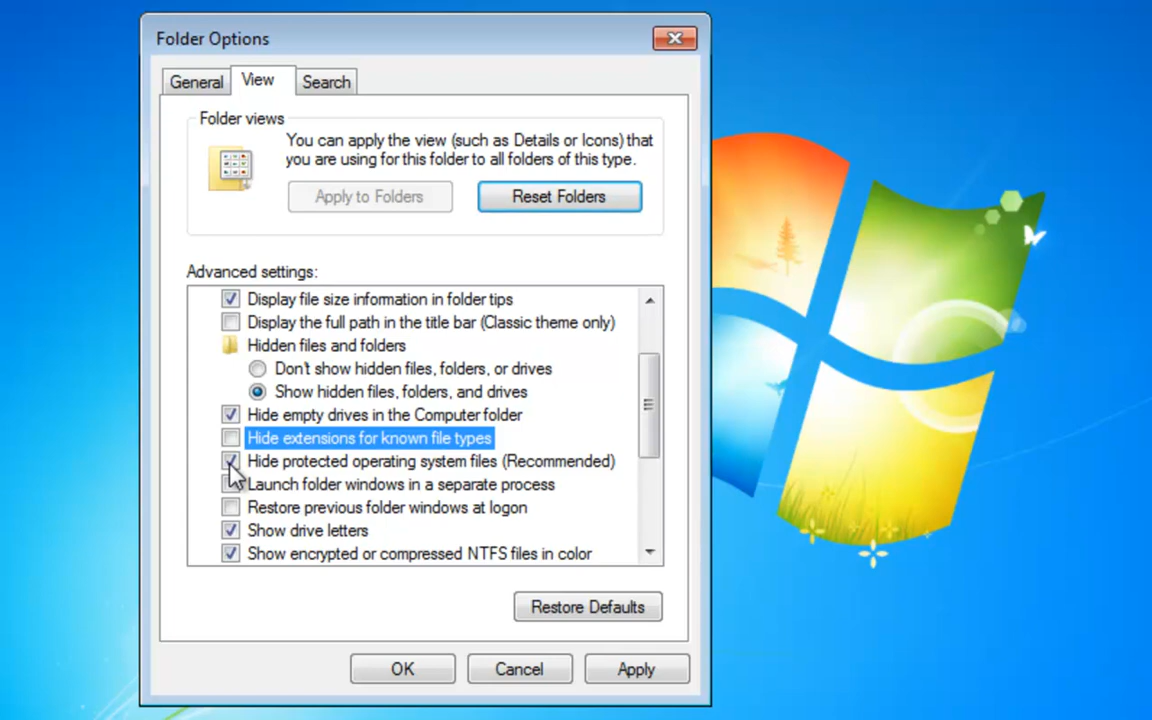 Folder Options
General
View
Search
Folder views
You can apply the view (such as Details or Icons) that
you are using for this folder to all folders of this type.
Apply to Folders
Reset Folders
Advanced settings:
Display file size information in folder tips
Display the full path in the title bar (Classic theme only)
Hidden files and folders
Don't show hidden files, folders, or drives
Show hidden files, folders, and drives
Hide empty drives in the Computer folder
Hide extensions for known file types
Hide protected operating system files (Recommended)
Launch folder windows in a separate process
Restore previous folder windows at logon
Show drive letters
Show encrypted or compressed NTFS files in color
Restore Defaults
OK
Cancel
Apply